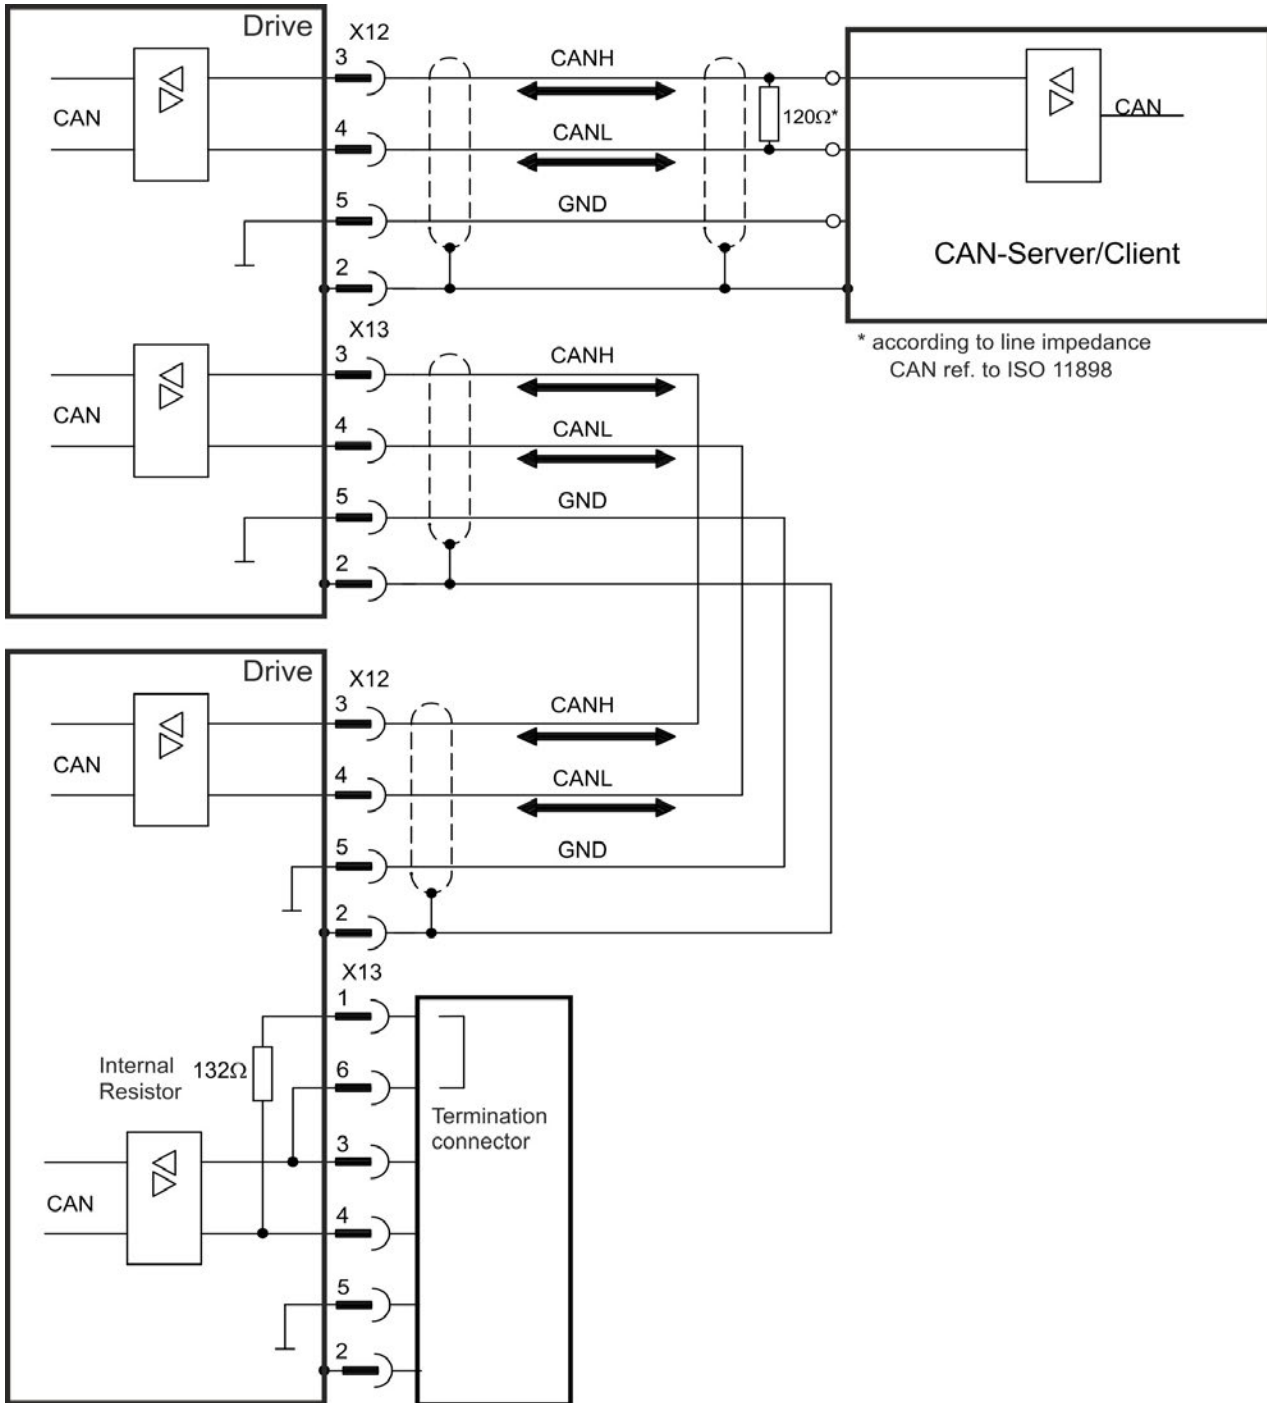 Drive
X12
3
CANH
CAN
4
CANL
120Ω*
CAN
5
GND
2
CAN-Server/Client
X13
* according to line impedance
CAN ref. to ISO 11898
3
CANH
CAN
4
CANL
5
GND
2
Drive
X12
3
CANH
CAN
4
CANL
5
GND
2
X13
1
Internal
Resistor
132Ω
6
Termination
connector
3
CAN
4
5
2